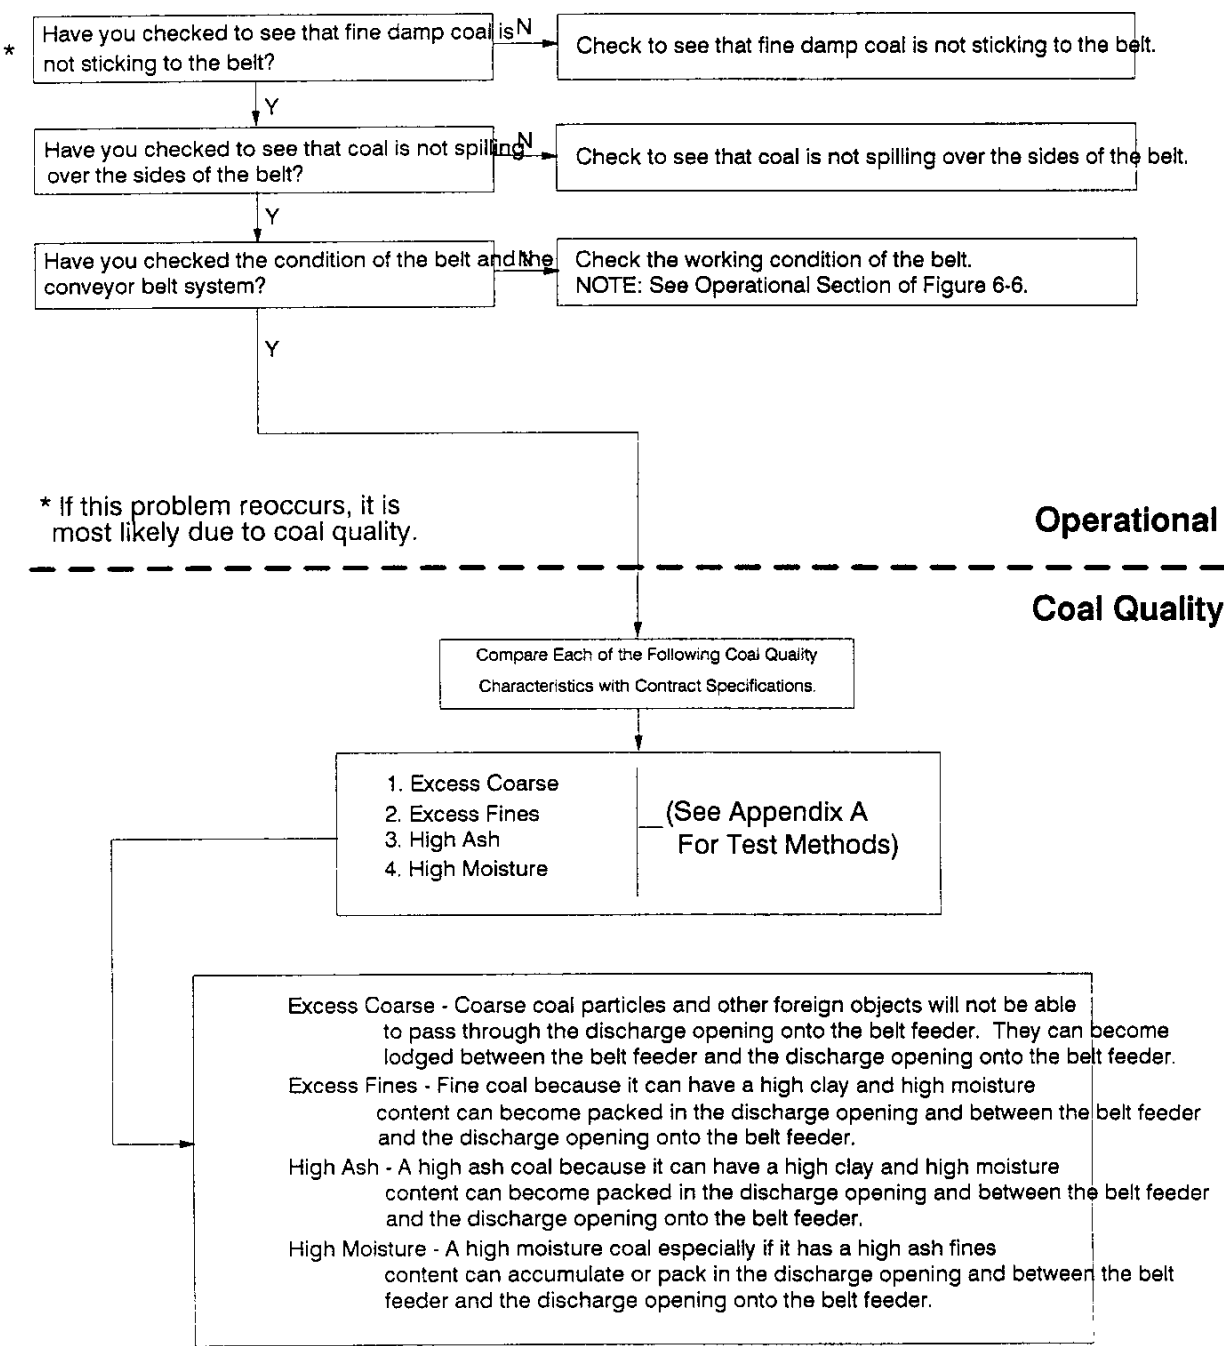 * Have you checked to see that fine damp coal is N
not sticking to the belt?
Check to see that fine damp coal is not sticking to the belt.
Y
Have you checked to see that coal is not spilling N
over the sides of the belt?
Check to see that coal is not spilling over the sides of the belt.
Y
Have you checked the condition of the belt and the N
conveyor belt system?
Check the working condition of the belt.
NOTE: See Operational Section of Figure 6-6.
Y
* If this problem reoccurs, it is
most likely due to coal quality.
Operational
Coal Quality
Compare Each of the Following Coal Quality
Characteristics with Contract Specifications.
1. Excess Coarse
2. Excess Fines
3. High Ash
4. High Moisture
(See Appendix A
For Test Methods)
Excess Coarse - Coarse coal particles and other foreign objects will not be able
to pass through the discharge opening onto the belt feeder. They can become
lodged between the belt feeder and the discharge opening onto the belt feeder.
Excess Fines - Fine coal because it can have a high clay and high moisture
content can become packed in the discharge opening and between the belt feeder
and the discharge opening onto the belt feeder.
High Ash - A high ash coal because it can have a high clay and high moisture
content can become packed in the discharge opening and between the belt feeder
and the discharge opening onto the belt feeder.
High Moisture - A high moisture coal especially if it has a high ash fines
content can accumulate or pack in the discharge opening and between the belt
feeder and the discharge opening onto the belt feeder.